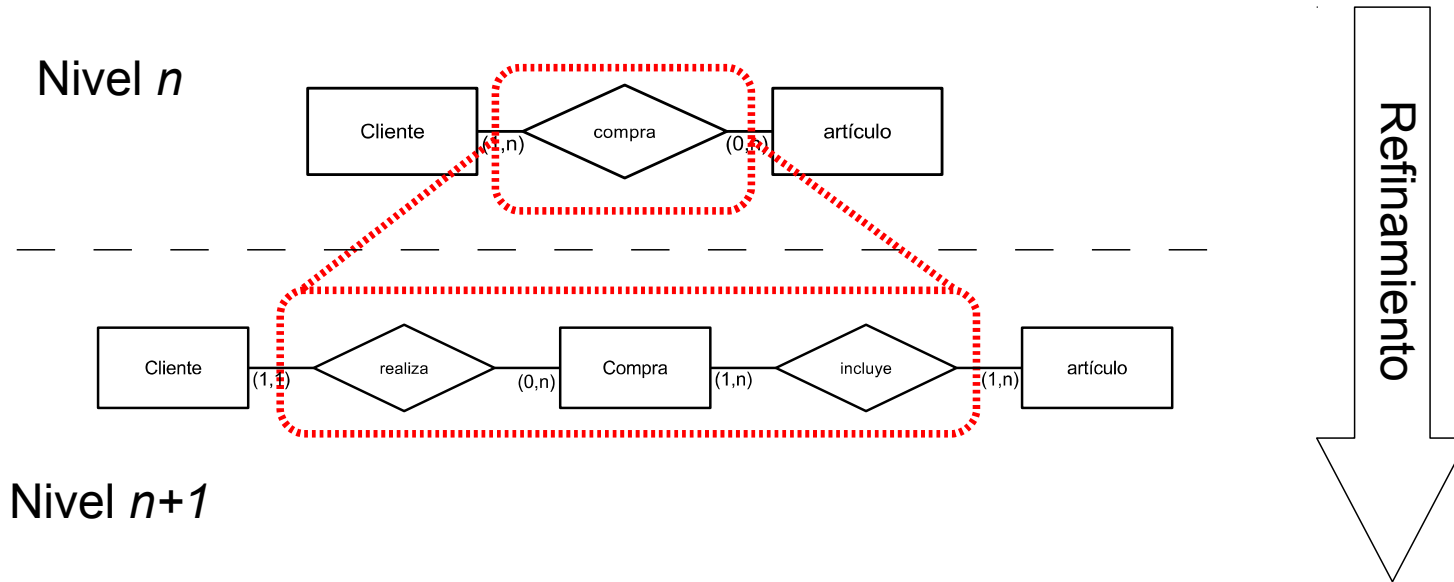 Nivel n
Cliente
(1,n)
compra
(0,n)
artículo
Refinamiento
Cliente
(1,1)
realiza
(0,n)
Compra
(1,n)
incluye
(1,n)
artículo
Nivel n+1